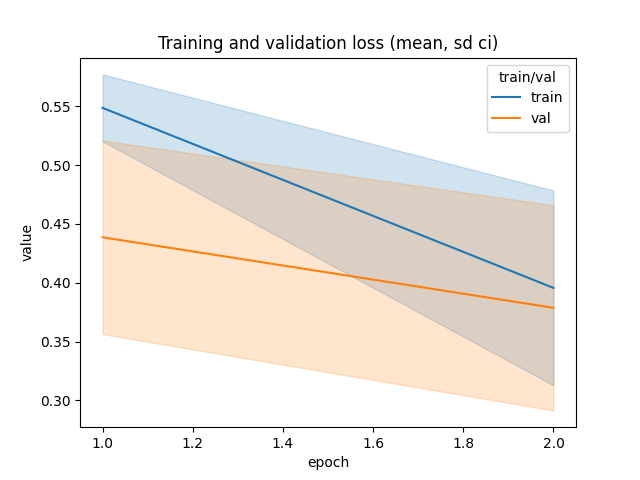 Training and validation loss (mean, sd ci)
train/val
train
val
value
0.55
0.50
0.45
0.40
0.35
0.30
1.0
1.2
1.4
1.6
1.8
2.0
epoch